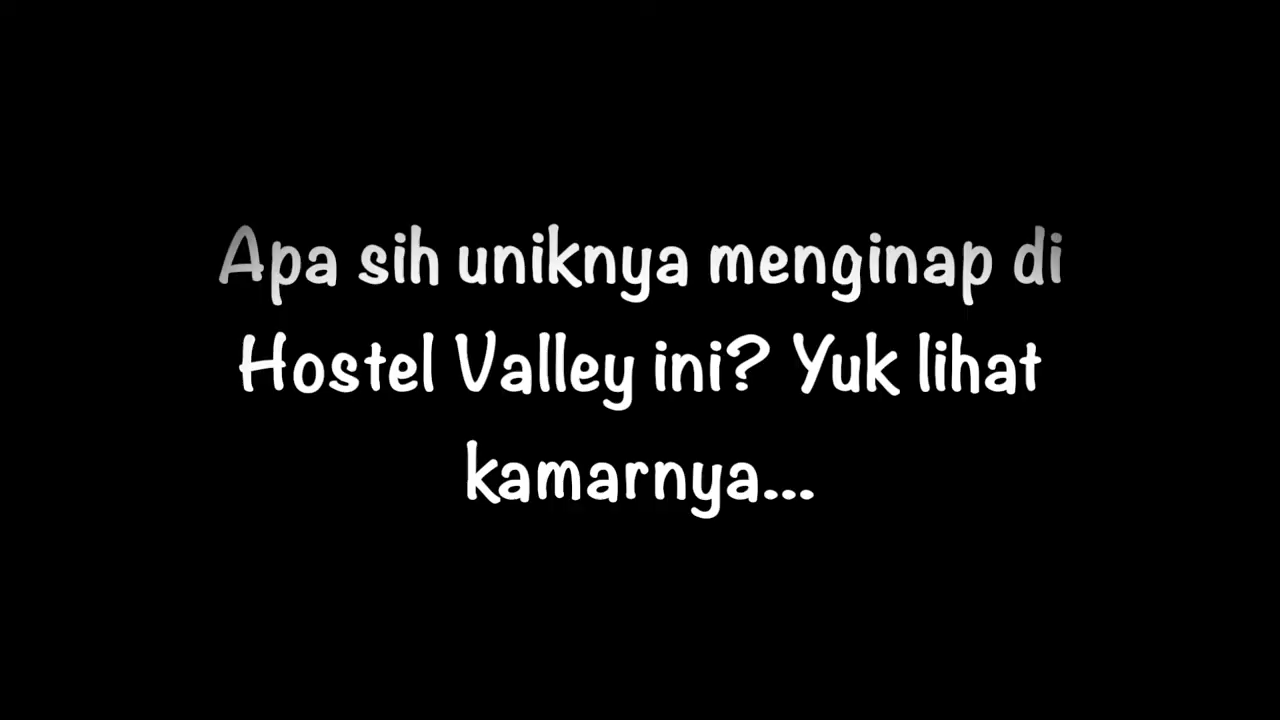 Apa sih uniknya menginap di
Hostel Valley ini? Yuk lihat
kamarnya...